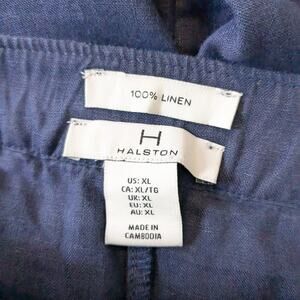 100% LINEN
H
HALSTON
US: XL
CA: XL/TG
UK: XL
EU: XL
AU: XL
MADE IN
CAMBODIA